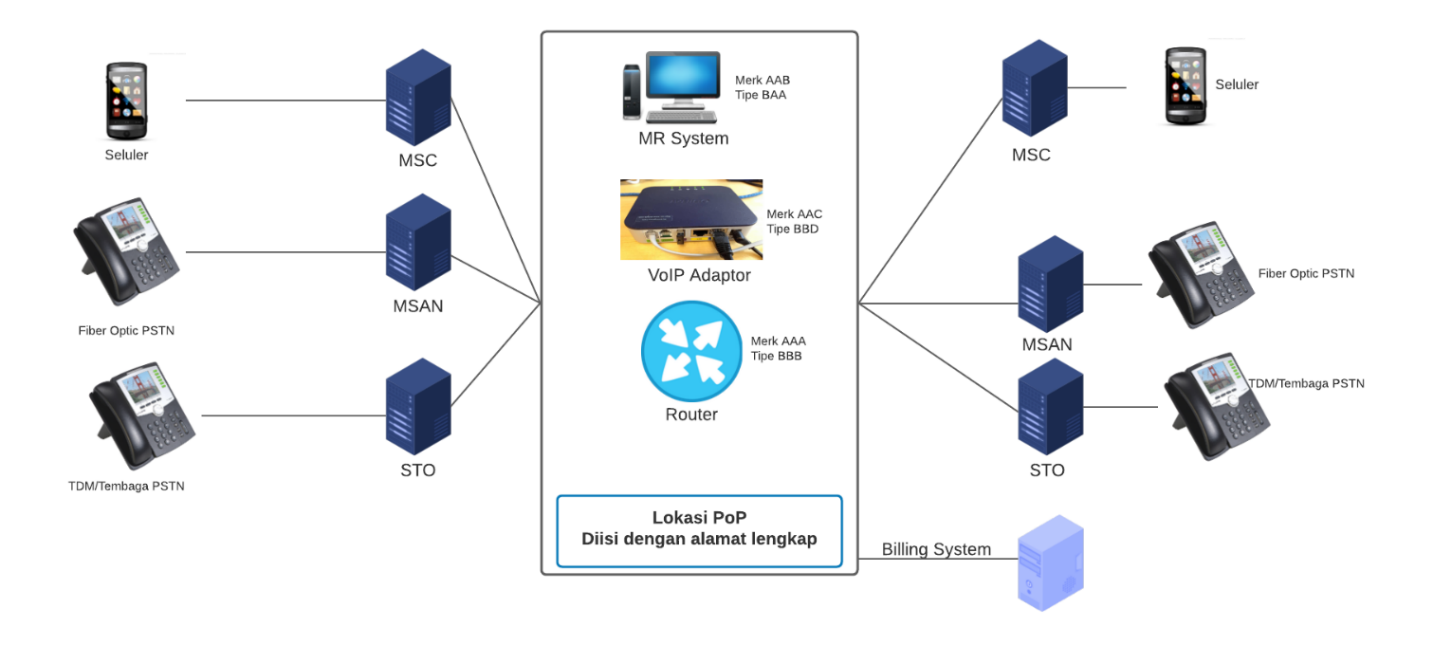 Seluler
MSC
Fiber Optic PSTN
MSAN
TDM/Tembaga PSTN
STO
Merk AAB
Tipe BAA
MR System
Merk AAC
Tipe BBD
VoIP Adaptor
Merk AAA
Tipe BBB
Router
Lokasi PoP
Diisi dengan alamat lengkap
MSC
Seluler
MSAN
Fiber Optic PSTN
STO
TDM/Tembaga PSTN
Billing System